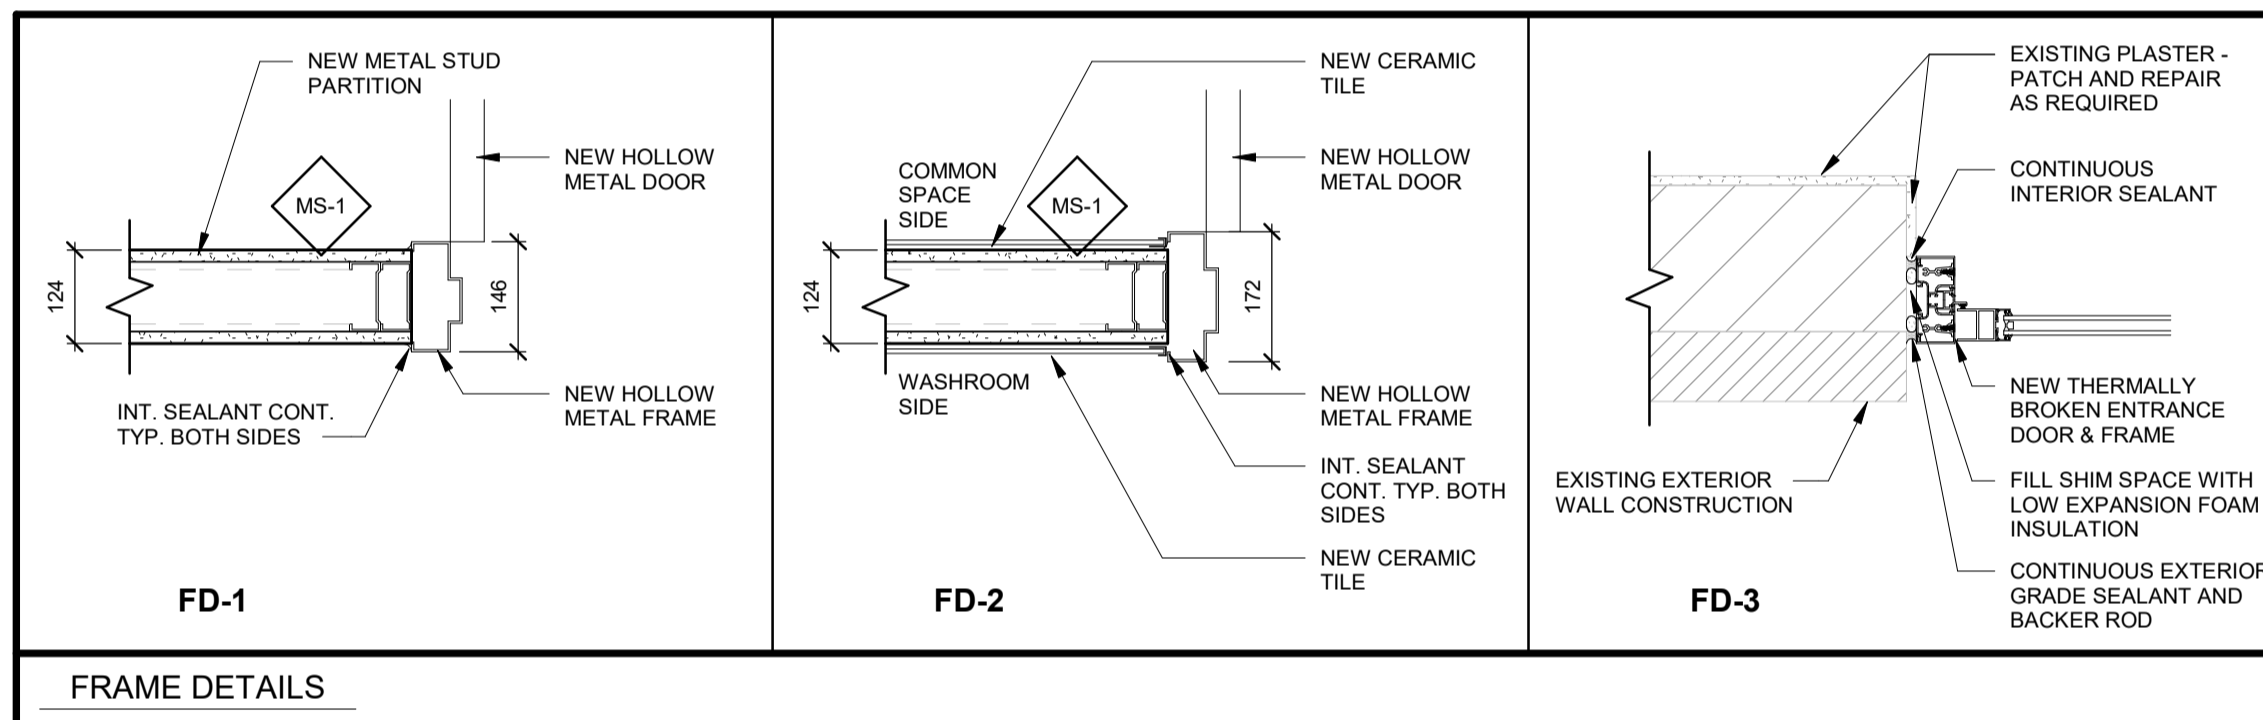 NEW METAL STUD
PARTITION
NEW HOLLOW
METAL DOOR
MS-1
124
146
INT. SEALANT CONT.
TYP. BOTH SIDES
NEW HOLLOW
METAL FRAME
FD-1
NEW CERAMIC
TILE
NEW HOLLOW
METAL DOOR
COMMON
SPACE
SIDE
MS-1
124
172
WASHROOM
SIDE
NEW HOLLOW
METAL FRAME
INT. SEALANT
CONT. TYP. BOTH
SIDES
NEW CERAMIC
TILE
FD-2
EXISTING PLASTER -
PATCH AND REPAIR
AS REQUIRED
CONTINUOUS
INTERIOR SEALANT
NEW THERMALLY
BROKEN ENTRANCE
DOOR & FRAME
EXISTING EXTERIOR
WALL CONSTRUCTION
FILL SHIM SPACE WITH
LOW EXPANSION FOAM
INSULATION
CONTINUOUS EXTERIOR
GRADE SEALANT AND
BACKER ROD
FD-3
FRAME DETAILS